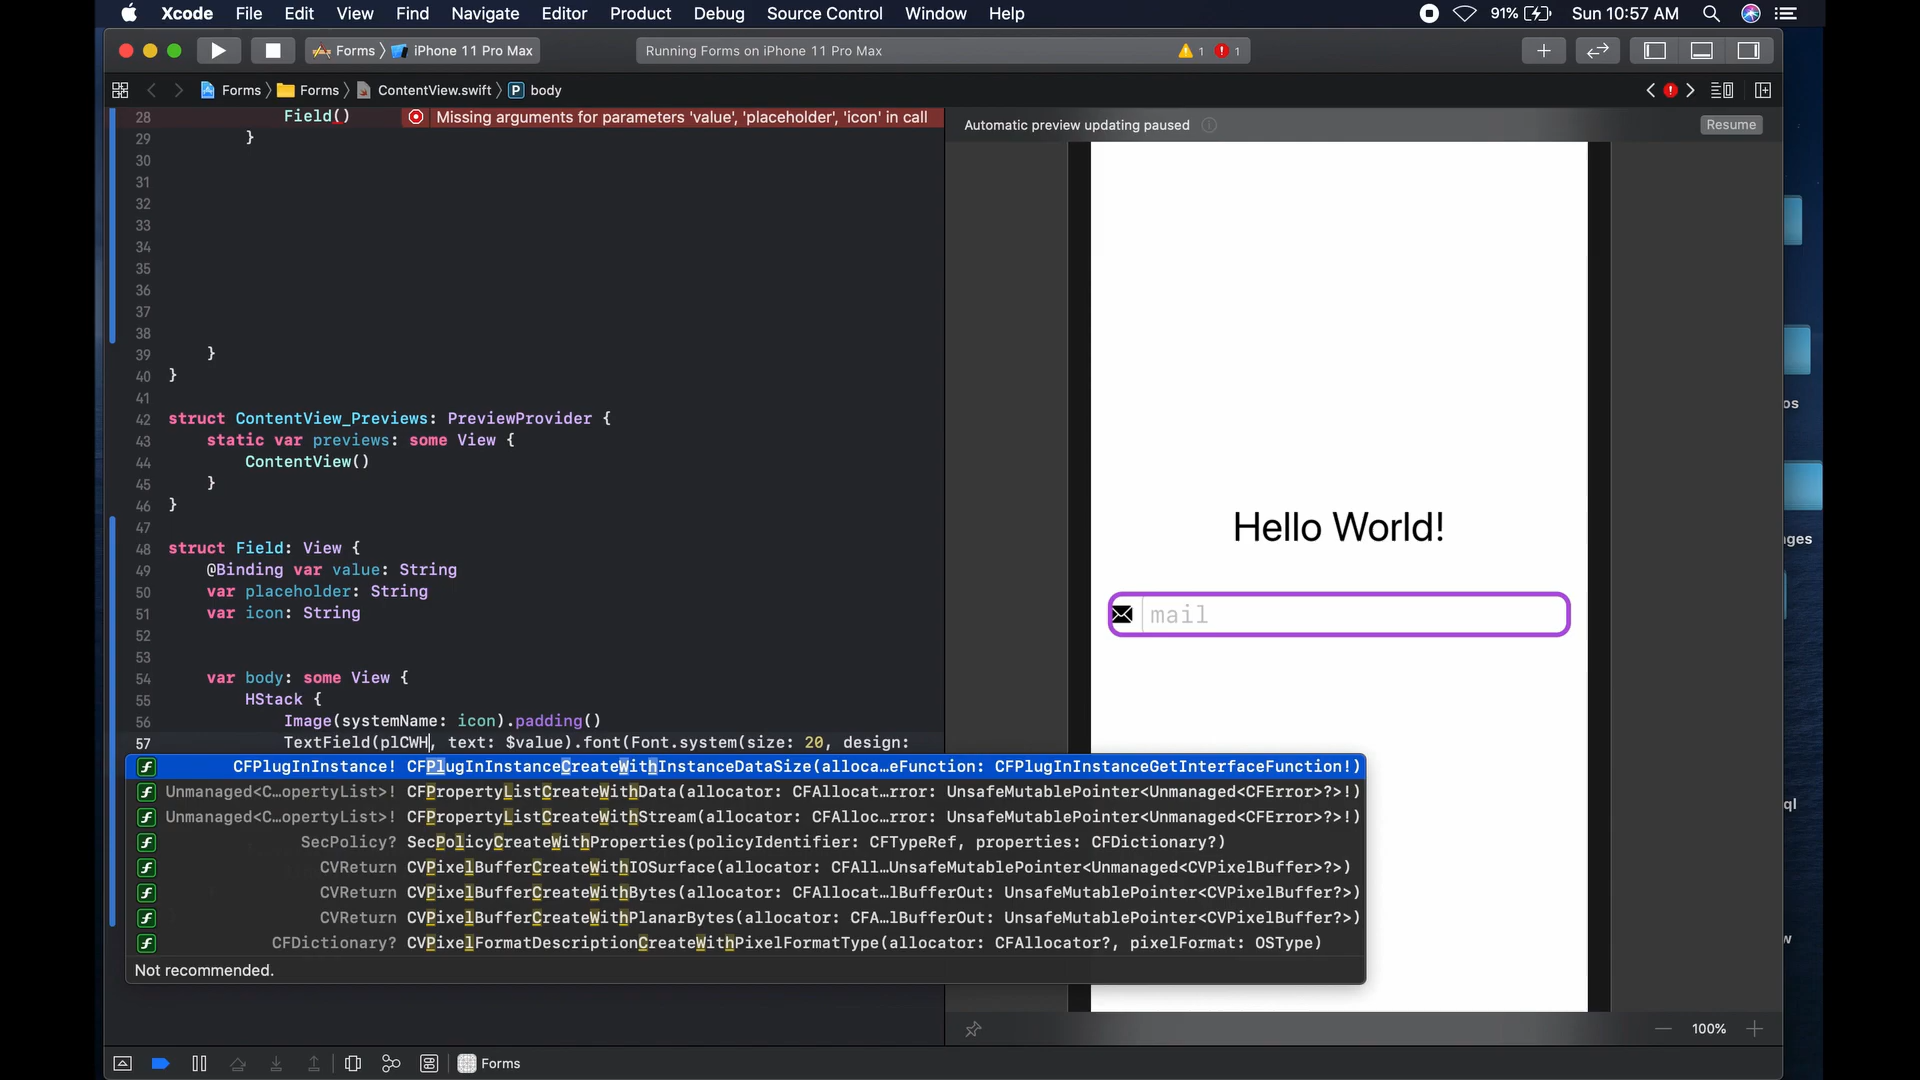 Xcode File Edit View Find Navigate Editor Product Debug Source Control Window Help 91% Sun 10:57 AM
Forms iPhone 11 Pro Max Running Forms on iPhone 11 Pro Max 1 1
Forms Forms ContentView.swift P body
28 Field() Missing arguments for parameters 'value', 'placeholder', 'icon' in call
Automatic preview updating paused Resume
29 }
30
31
32
33
34
35
36
37
38
39 }
40 }
41
42 struct ContentView_Previews: PreviewProvider {
43 static var previews: some View {
44 ContentView()
45 }
46 }
47
48 struct Field: View {
49 @Binding var value: String
50 var placeholder: String
51 var icon: String
52
53
54 var body: some View {
55 HStack {
56 Image(systemName: icon).padding()
57 TextField(plCWH, text: $value).font(Font.system(size: 20, design:
Hello World!
mail
f CFPlugInInstance! CFPlugInInstanceCreateWithInstanceDataSize(alloca…eFunction: CFPlugInInstanceGetInterfaceFunction!)
f Unmanaged<C…opertyList>! CFPropertyListCreateWithData(allocator: CFAllocat…rror: UnsafeMutablePointer<Unmanaged<CFError>?>!)
f Unmanaged<C…opertyList>! CFPropertyListCreateWithStream(allocator: CFAlloc…rror: UnsafeMutablePointer<Unmanaged<CFError>?>!)
f SecPolicy? SecPolicyCreateWithProperties(policyIdentifier: CFTypeRef, properties: CFDictionary?)
f CVReturn CVPixelBufferCreateWithIOSurface(allocator: CFAll…UnsafeMutablePointer<Unmanaged<CVPixelBuffer>?>)
f CVReturn CVPixelBufferCreateWithBytes(allocator: CFAllocat…lBufferOut: UnsafeMutablePointer<CVPixelBuffer?>)
f CVReturn CVPixelBufferCreateWithPlanarBytes(allocator: CFA…lBufferOut: UnsafeMutablePointer<CVPixelBuffer?>)
f CFDictionary? CVPixelFormatDescriptionCreateWithPixelFormatType(allocator: CFAllocator?, pixelFormat: OSType)
Not recommended.
100%
Forms
os
ages
ql
w